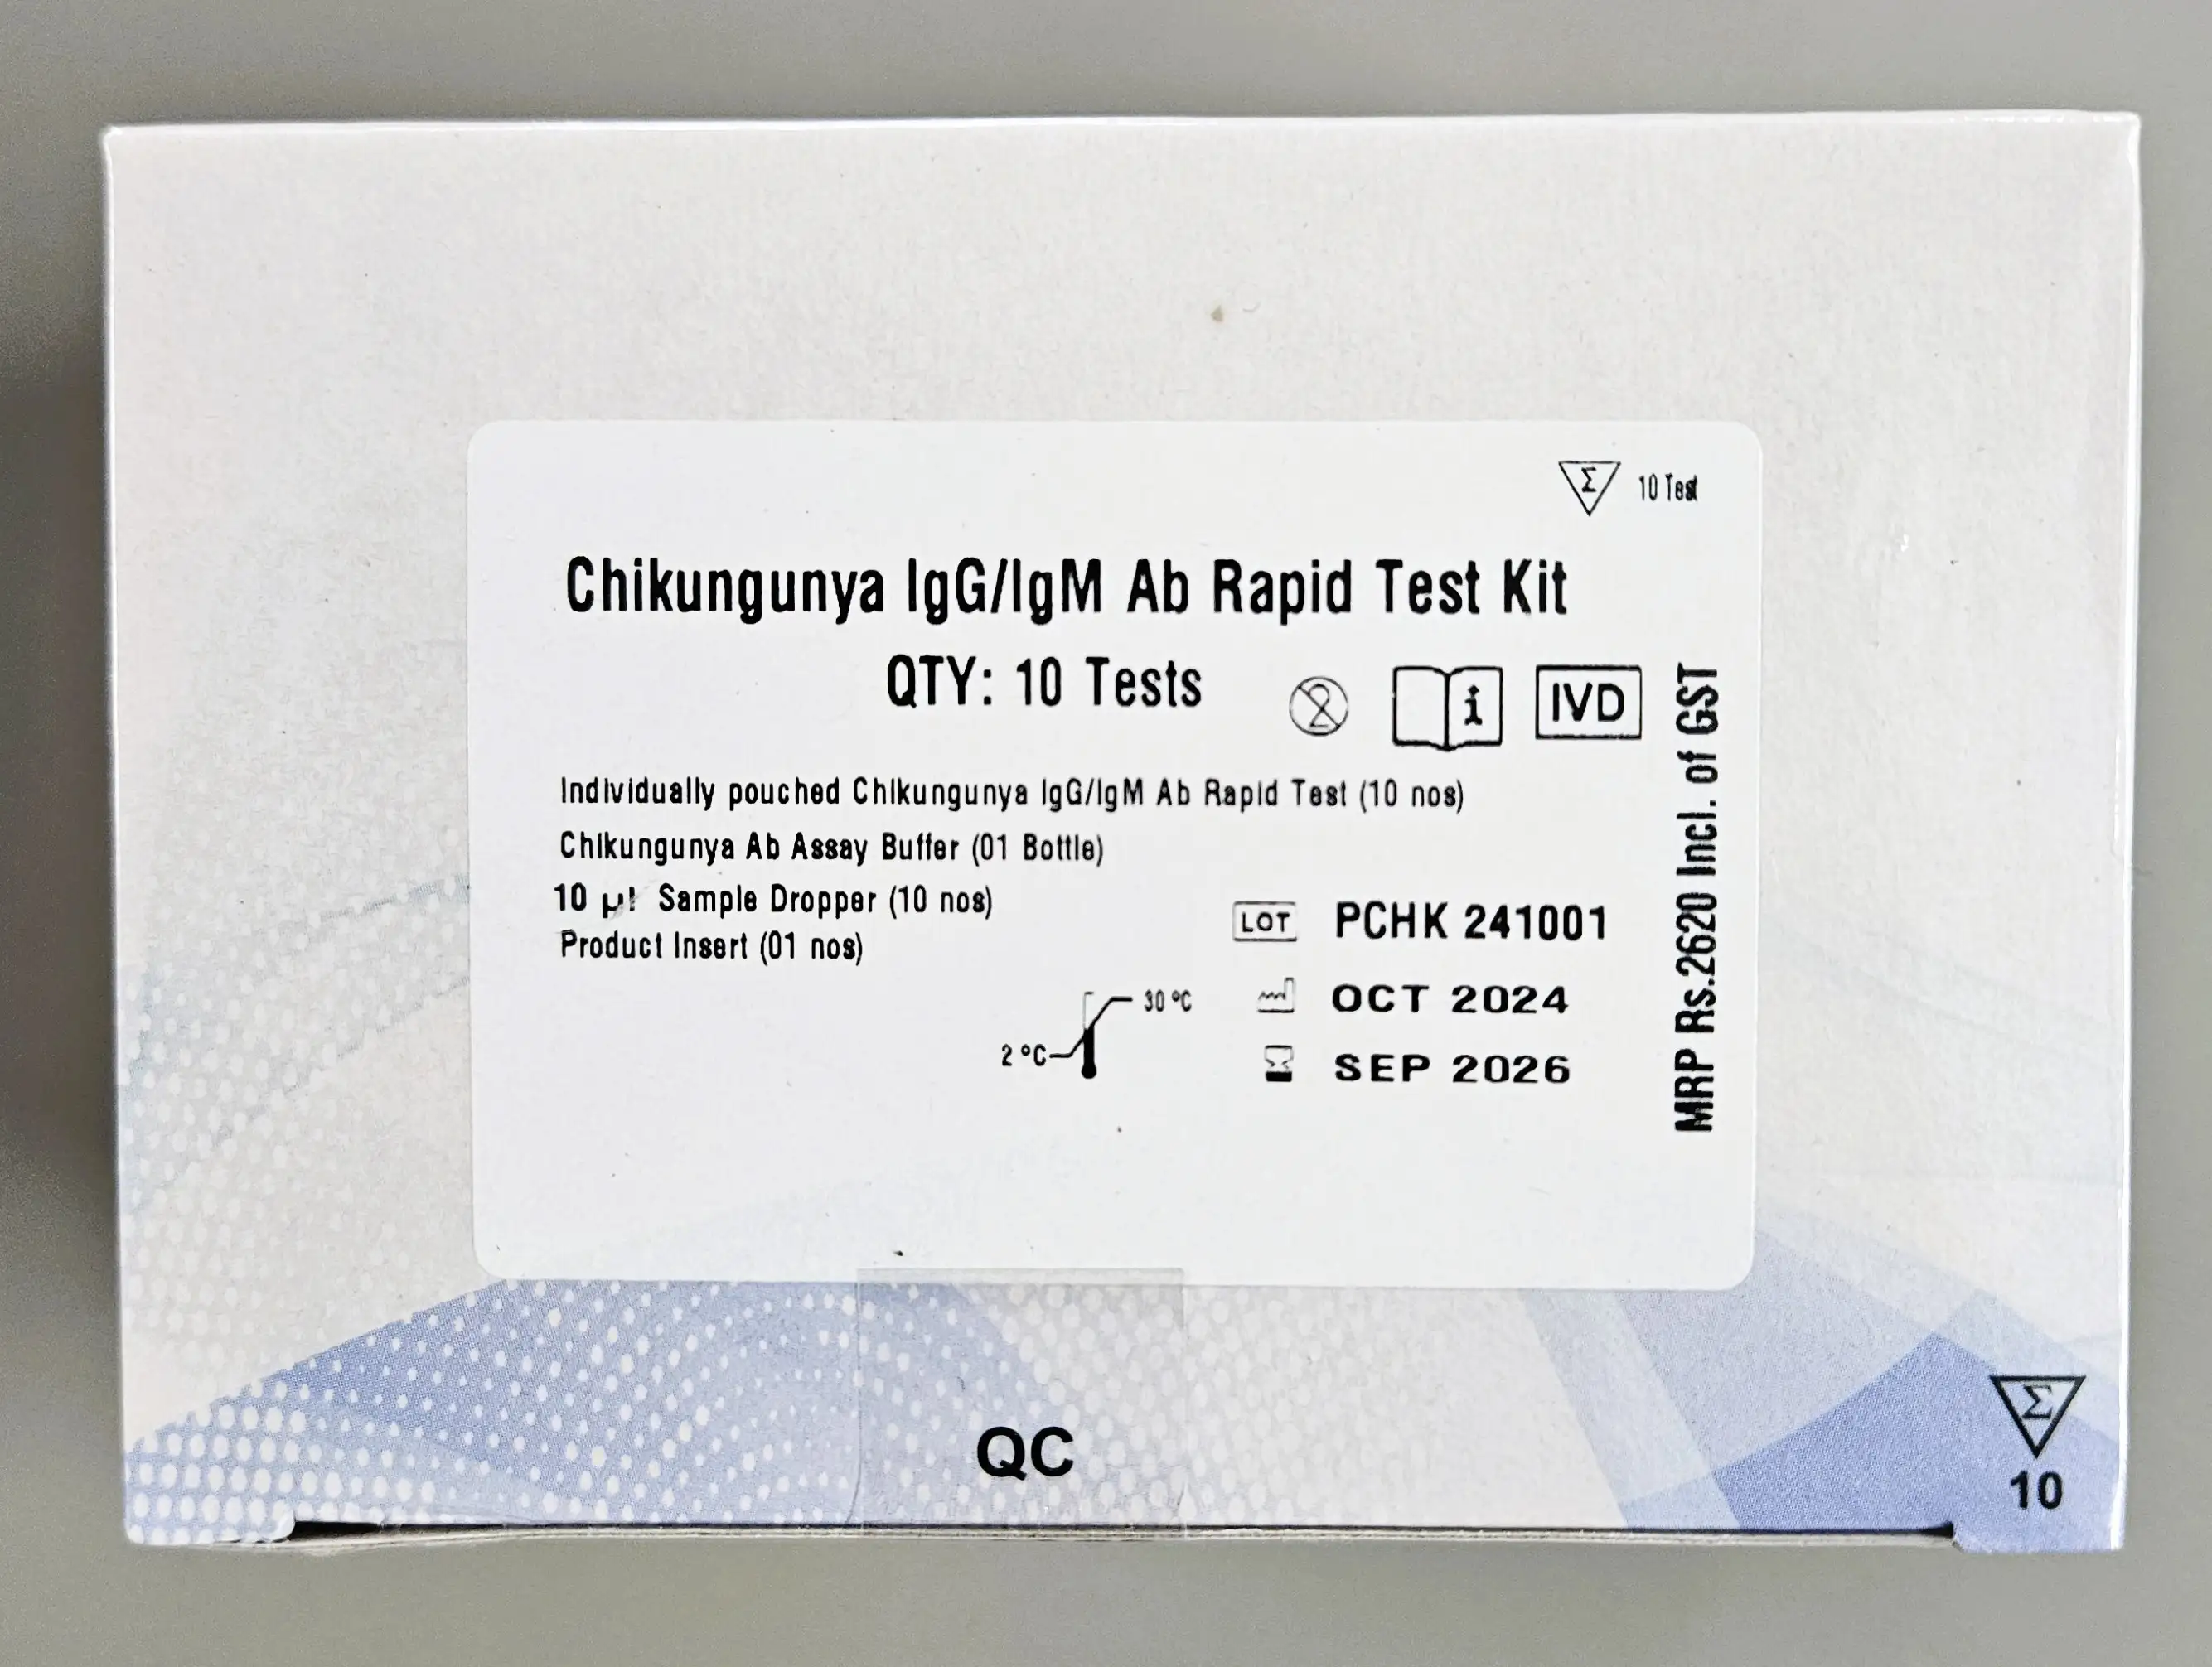 Σ 10 Test
Chikungunya IgG/IgM Ab Rapid Test Kit
QTY: 10 Tests
2
i
IVD
Individually pouched Chikungunya IgG/IgM Ab Rapid Test (10 nos)
Chikungunya Ab Assay Buffer (01 Bottle)
10 µl Sample Dropper (10 nos)
Product Insert (01 nos)
LOT PCHK 241001
30 °C
2 °C
OCT 2024
SEP 2026
MRP Rs.2620 Incl. of GST
QC
Σ
10